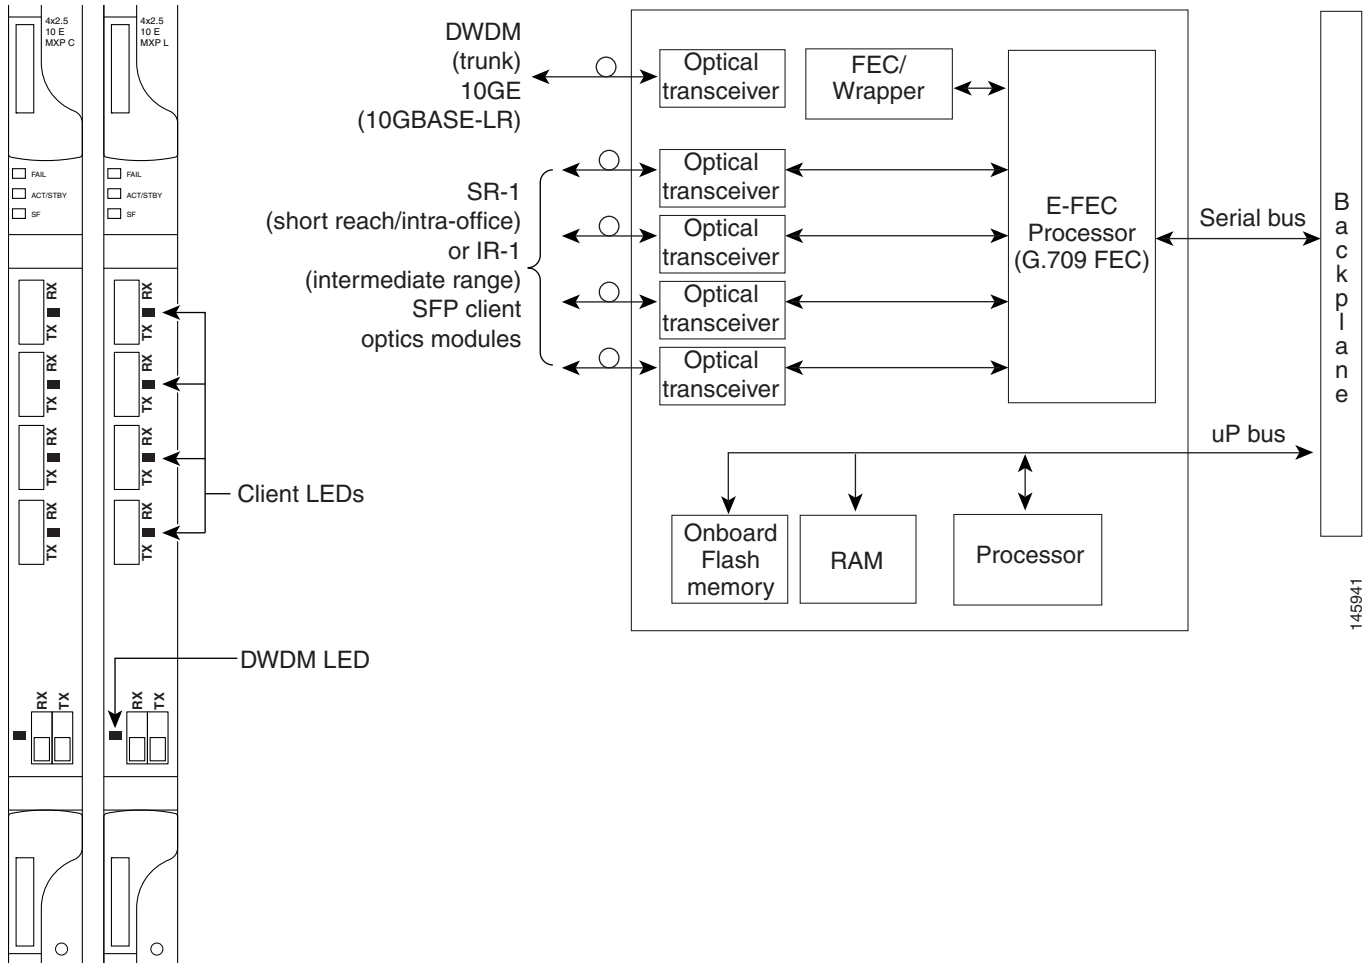 4x2.5
10 E
MXP C
FAIL
ACT/STBY
SF
RX
TX
RX
TX
RX
TX
RX
TX
RX
TX
4x2.5
10 E
MXP L
FAIL
ACT/STBY
SF
RX
TX
RX
TX
RX
TX
RX
TX
RX
TX
Client LEDs
DWDM LED
DWDM
(trunk)
10GE
(10GBASE-LR)
SR-1
(short reach/intra-office)
or IR-1
(intermediate range)
SFP client
optics modules
Optical
transceiver
FEC/
Wrapper
Optical
transceiver
Optical
transceiver
Optical
transceiver
Optical
transceiver
E-FEC
Processor
(G.709 FEC)
Serial bus
uP bus
Onboard
Flash
memory
RAM
Processor
Backplane
145941